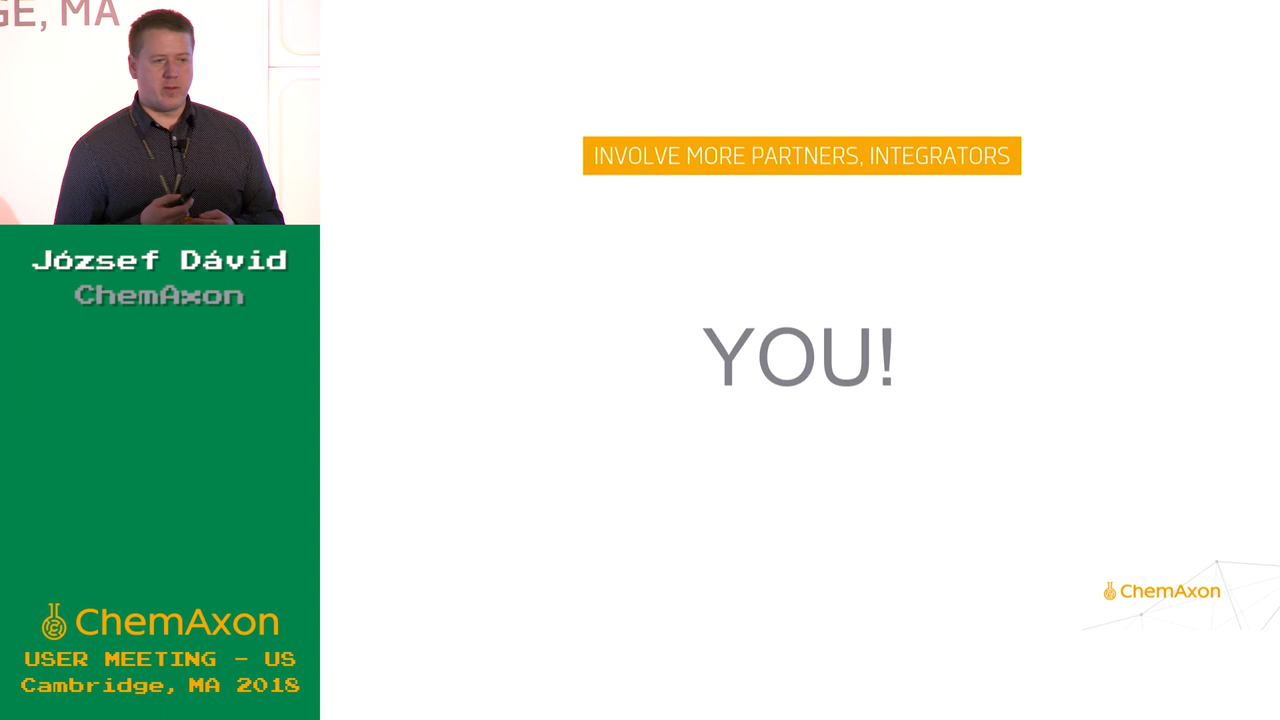 GE, MA
József Dávid
ChemAxon
INVOLVE MORE PARTNERS, INTEGRATORS
YOU!
ChemAxon
ChemAxon
USER MEETING - US
Cambridge, MA 2018